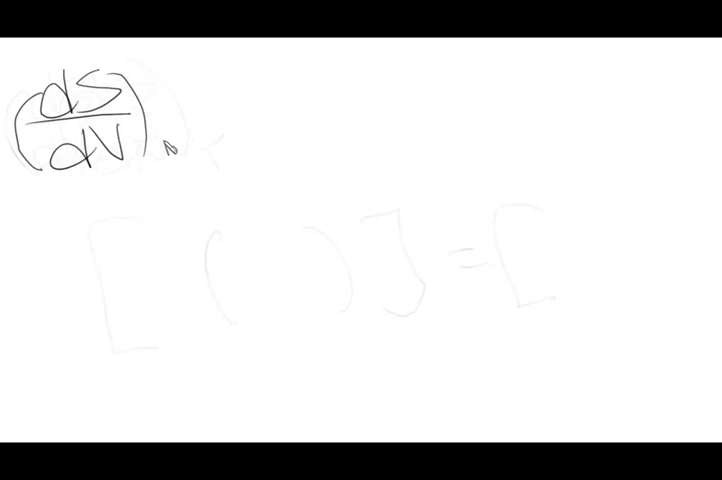 (dS/dV)
[ ( ) ] = [